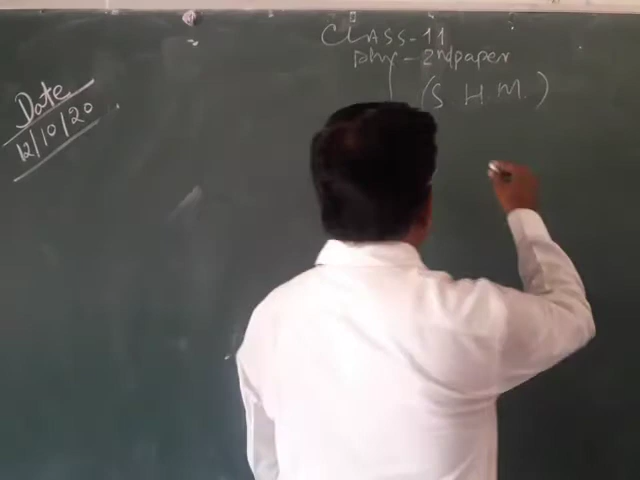 CLASS-11
phy-2nd paper
(S H.M.)
Date
12/10/20